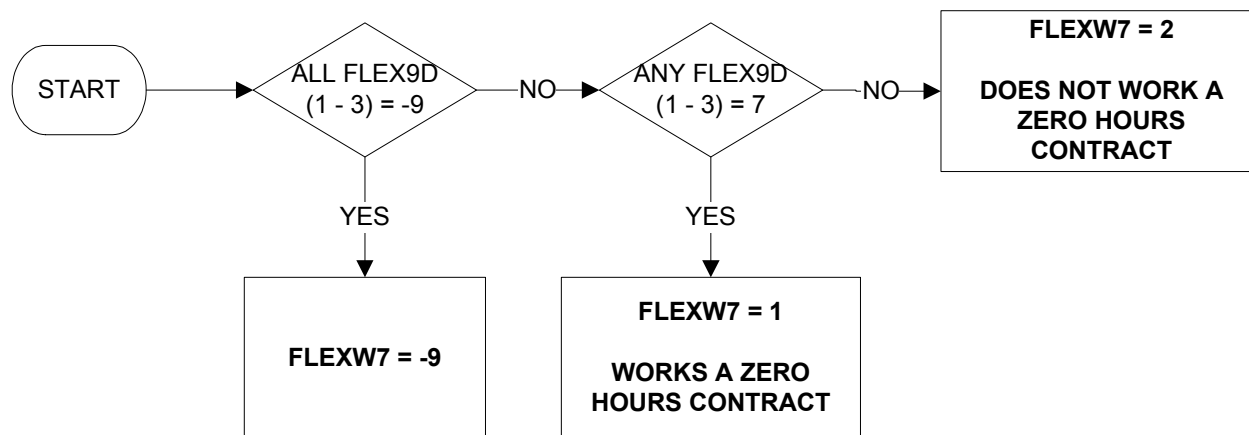 START
ALL FLEX9D
(1 - 3) = -9
NO
ANY FLEX9D
(1 - 3) = 7
NO
FLEXW7 = 2
DOES NOT WORK A
ZERO HOURS
CONTRACT
YES
YES
FLEXW7 = -9
FLEXW7 = 1
WORKS A ZERO
HOURS CONTRACT